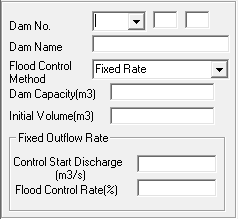 Dam No.
Dam Name
Flood Control
Method
Fixed Rate
Dam Capacity(m3)
Initial Volume(m3)
Fixed Outflow Rate
Control Start Discharge
(m3/s)
Flood Control Rate(%)